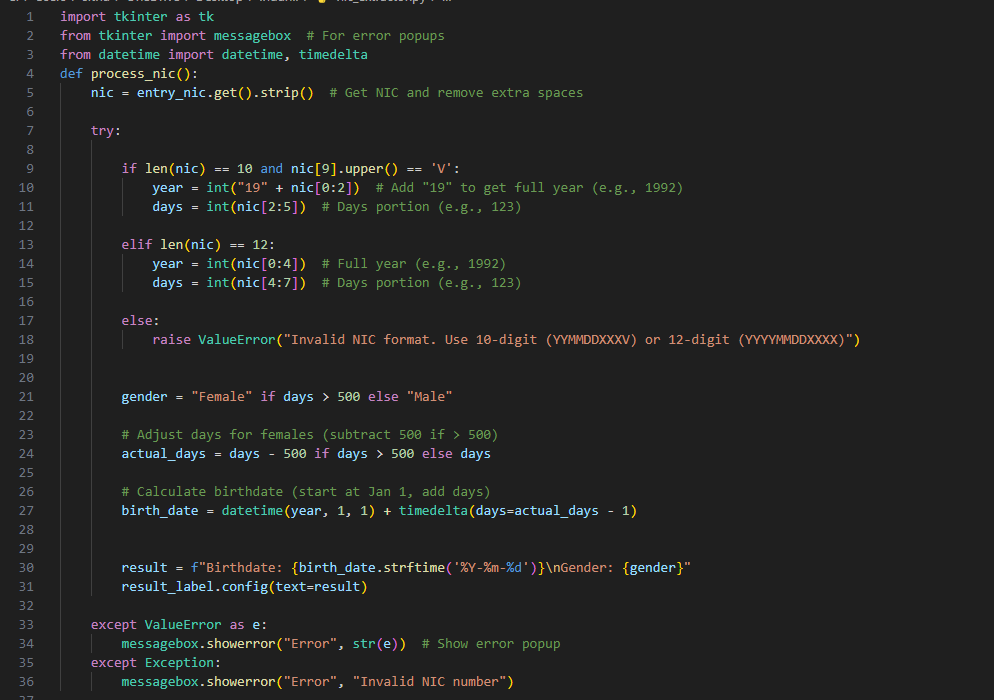 1 import tkinter as tk
2 from tkinter import messagebox  # For error popups
3 from datetime import datetime, timedelta
4 def process_nic():
5     nic = entry_nic.get().strip()  # Get NIC and remove extra spaces
6
7     try:
8
9         if len(nic) == 10 and nic[9].upper() == 'V':
10             year = int("19" + nic[0:2])  # Add "19" to get full year (e.g., 1992)
11             days = int(nic[2:5])  # Days portion (e.g., 123)
12
13         elif len(nic) == 12:
14             year = int(nic[0:4])  # Full year (e.g., 1992)
15             days = int(nic[4:7])  # Days portion (e.g., 123)
16
17         else:
18             raise ValueError("Invalid NIC format. Use 10-digit (YYMMDDXXXV) or 12-digit (YYYYMMDDXXXX)")
19
20
21         gender = "Female" if days > 500 else "Male"
22
23         # Adjust days for females (subtract 500 if > 500)
24         actual_days = days - 500 if days > 500 else days
25
26         # Calculate birthdate (start at Jan 1, add days)
27         birth_date = datetime(year, 1, 1) + timedelta(days=actual_days - 1)
28
29
30         result = f"Birthdate: {birth_date.strftime('%Y-%m-%d')}\nGender: {gender}"
31         result_label.config(text=result)
32
33     except ValueError as e:
34         messagebox.showerror("Error", str(e))  # Show error popup
35     except Exception:
36         messagebox.showerror("Error", "Invalid NIC number")